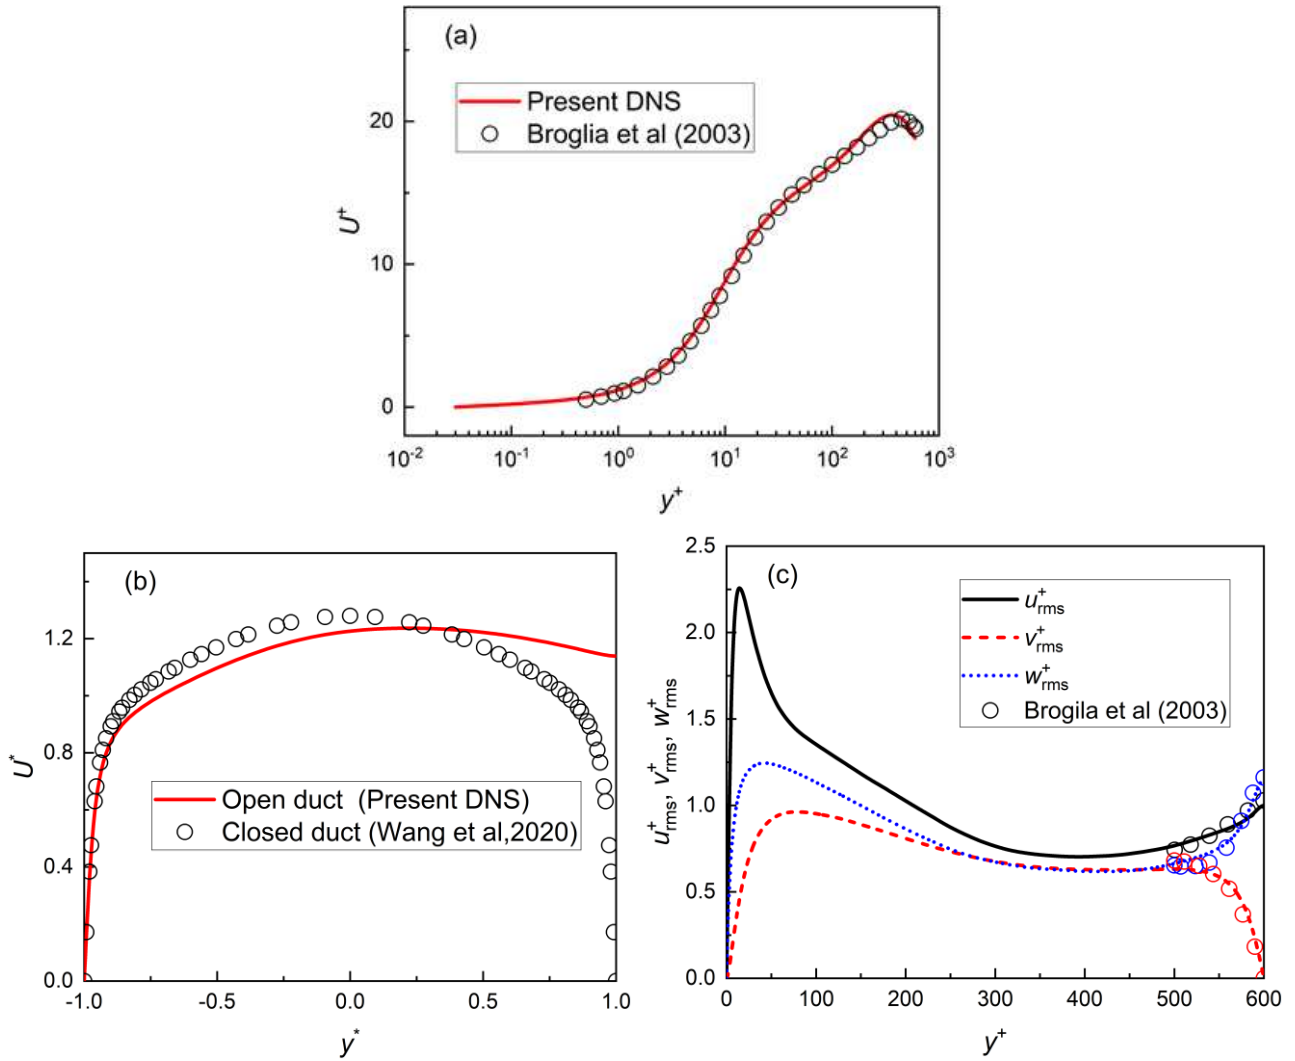 (a)
Present DNS
Broglia et al (2003)
20
10
0
U⁺
10⁻² 10⁻¹ 10⁰ 10¹ 10² 10³
y⁺
(b)
1.2
0.8
0.4
0.0
U*
Open duct (Present DNS)
Closed duct (Wang et al,2020)
-1.0 -0.5 0.0 0.5 1.0
y*
(c)
2.5
2.0
1.5
1.0
0.5
0.0
u⁺rms, v⁺rms, w⁺rms
u⁺rms
v⁺rms
w⁺rms
Brogila et al (2003)
0 100 200 300 400 500 600
y⁺